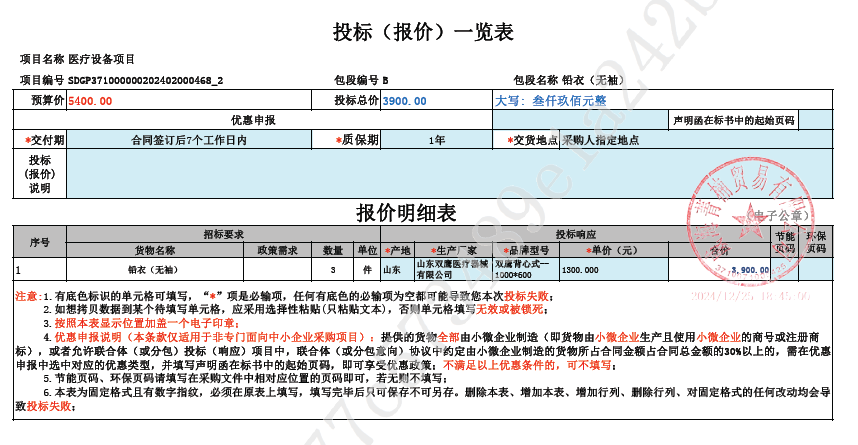 投标（报价）一览表
项目名称 医疗设备项目
项目编号 SDGP371000000202402000468_2 包段编号 B 包段名称 铅衣（无袖）
预算价 5400.00 投标总价 3900.00 大写: 叁仟玖佰元整
优惠申报 声明函在标书中的起始页码
*交付期 合同签订后7个工作日内 *质保期 1年 *交货地点 采购人指定地点
投标
(报价)
说明
报价明细表
（电子公章）
序号 招标要求 投标响应 节能页码 环保页码
货物名称 政策需求 数量 单位 *产地 *生产厂家 *品牌型号 *单价（元） 合价
1 铅衣（无袖） 3 件 山东 山东双鹰医疗器械有限公司 双鹰背心式—1000*600 1300.000 3,900.00
2024/12/25 18:45:06
注意:1.有底色标识的单元格可填写，“*”项是必输项，任何有底色的必输项为空都可能导致您本次投标失败;
2.如想拷贝数据到某个待填写单元格，应采用选择性粘贴(只粘贴文本)，否则单元格填写无效或被锁死;
3.按照本表显示位置加盖一个电子印章;
4.优惠申报说明（本条款仅适用于非专门面向中小企业采购项目）: 提供的货物全部由小微企业制造（即货物由小微企业生产且使用小微企业的商号或注册商
标），或者允许联合体（或分包）投标（响应）项目中，联合体（或分包意向）协议中约定由小微企业制造的货物所占合同金额占合同总金额的30%以上的，需在优惠
申报中选中对应的优惠类型，并填写声明函在标书中的起始页码，即可享受优惠政策; 不满足以上优惠条件的，可不填写;
5.节能页码、环保页码请填写在采购文件中相对应位置的页码即可，若无则不填写;
6.本表为固定格式且有数字指纹，必须在原表上填写，填写完毕后只可保存不可另存。删除本表、增加本表、增加行列、删除行列、对固定格式的任何改动均会导
致投标失败;